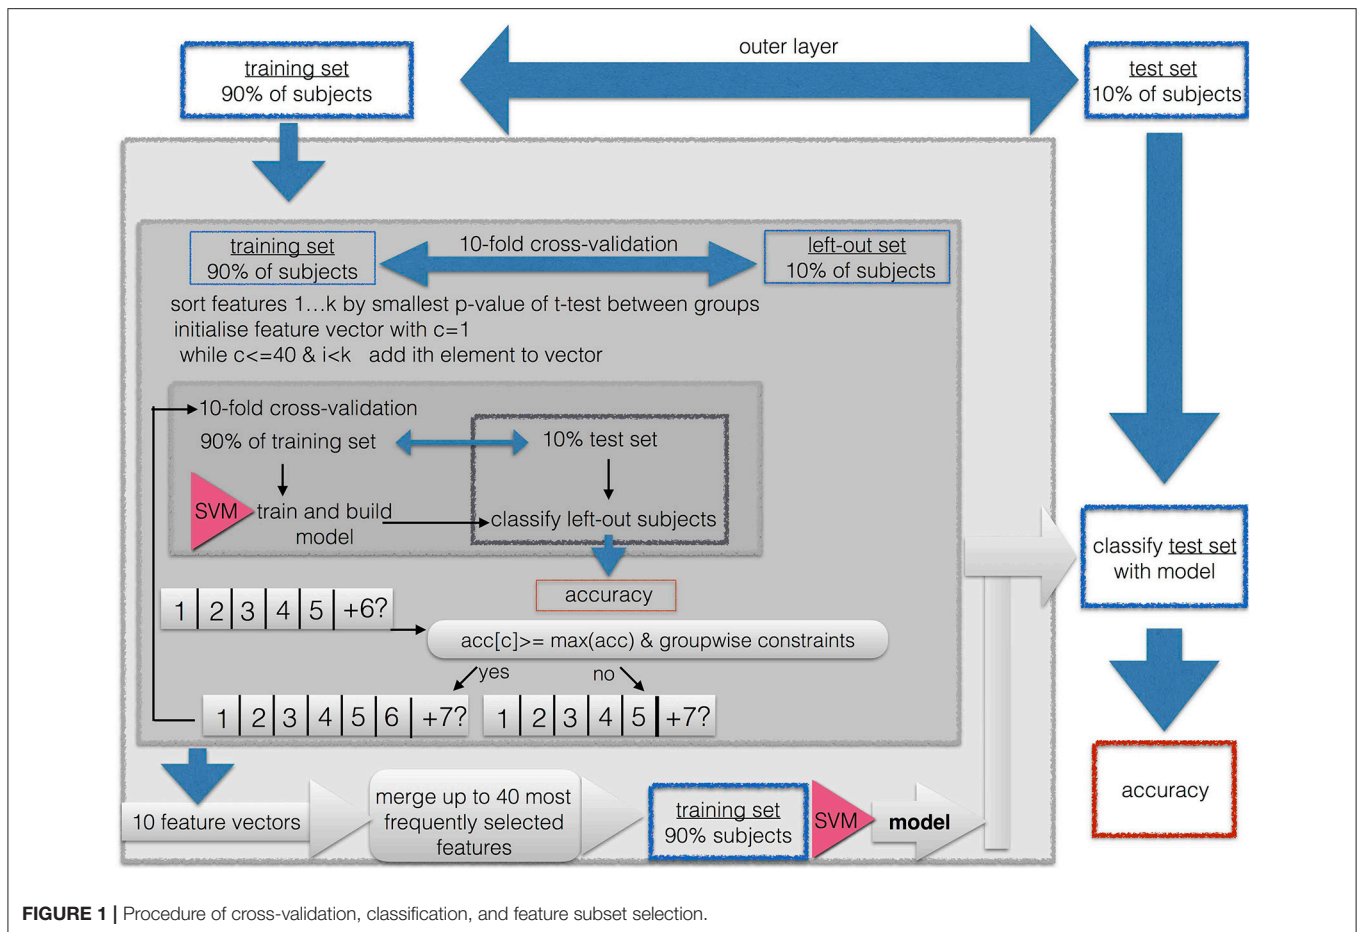 outer layer
training set
90% of subjects
test set
10% of subjects
training set
90% of subjects
10-fold cross-validation
left-out set
10% of subjects
sort features 1...k by smallest p-value of t-test between groups
initialise feature vector with c=1
while c<=40 & i<k add ith element to vector
10-fold cross-validation
90% of training set
10% test set
SVM
train and build
model
classify left-out subjects
accuracy
1 2 3 4 5 +6?
acc[c]>= max(acc) & groupwise constraints
yes
no
1 2 3 4 5 6 +7?
1 2 3 4 5 +7?
10 feature vectors
merge up to 40 most
frequently selected
features
training set
90% subjects
SVM
model
classify test set
with model
accuracy
FIGURE 1 | Procedure of cross-validation, classification, and feature subset selection.